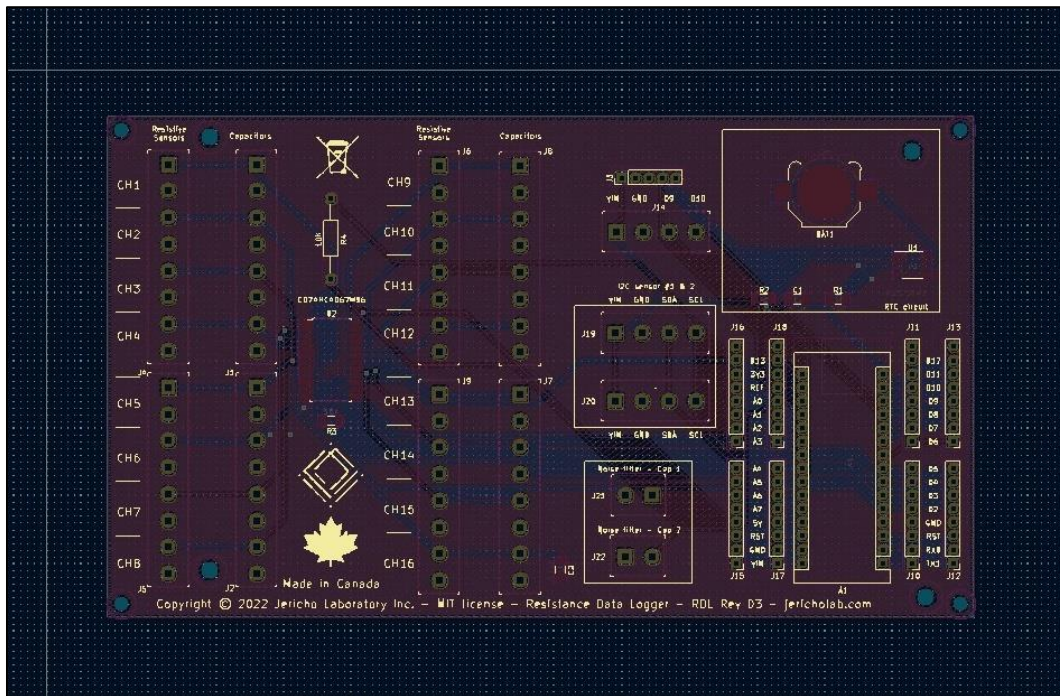 Resistive
Sensors
Capacitors
Resistive
Sensors
Capacitors
J6
J8
CH1
CH2
CH3
CH4
CH5
CH6
CH7
CH8
CH9
CH10
CH11
CH12
CH13
CH14
CH15
CH16
10K
R4
R3
J9
J7
J5
J2
VIN GND D9 D10
J14
I2C sensor #1 & 2
VIN GND SDA SCL
J19
J20
VIN GND SDA SCL
Noise filter - Cap 1
J21
Noise filter - Cap 2
J22
BAT1
U1
R2 C1 R1
RTC circuit
J16 J18
D13
3V3
REF
A0
A1
A2
A3
A4
A5
A6
A7
5V
RST
GND
VIN
J15 J17
A1
J11 J13
D12
D11
D10
D9
D8
D7
D6
D5
D4
D3
D2
GND
RST
RX0
TX1
J10 J12
Made in Canada
Copyright © 2022 Jericho Laboratory Inc. - MIT license - Resistance Data Logger - RDL Rev D3 - jericholab.com